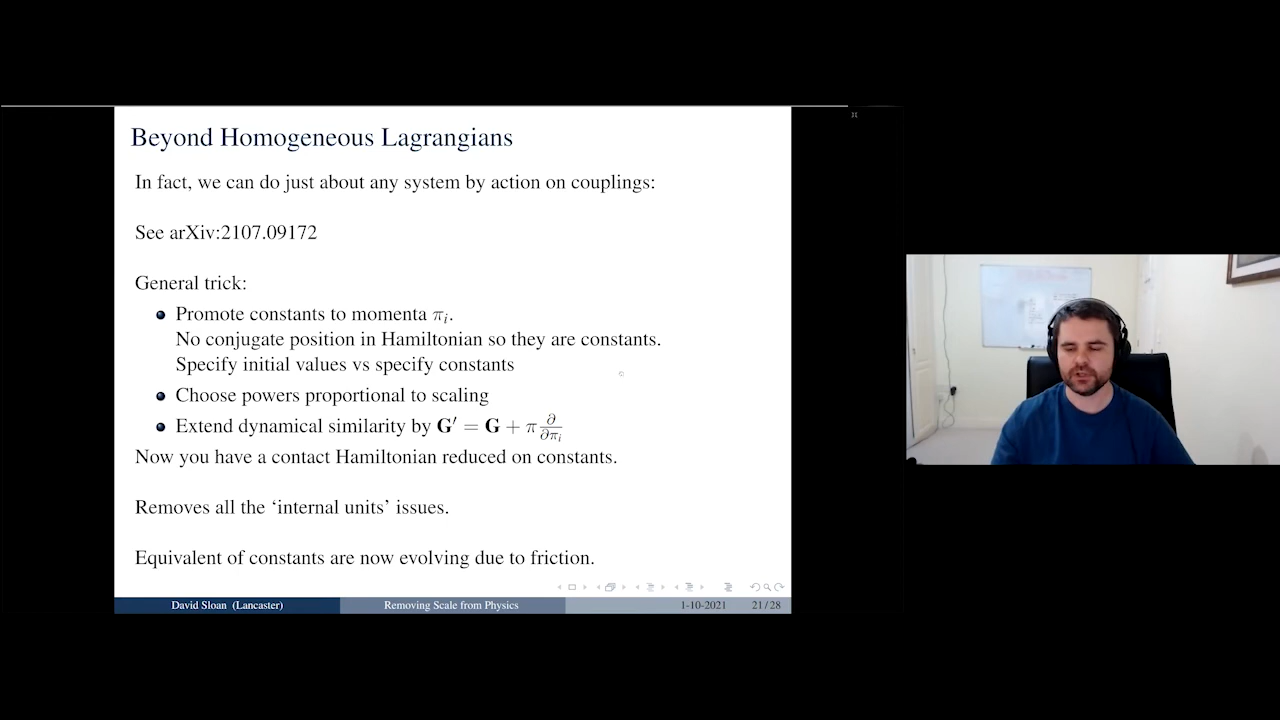 Beyond Homogeneous Lagrangians
In fact, we can do just about any system by action on couplings:
See arXiv:2107.09172
General trick:
Promote constants to momenta πᵢ.
No conjugate position in Hamiltonian so they are constants.
Specify initial values vs specify constants
Choose powers proportional to scaling
Extend dynamical similarity by G′ = G + π ∂/∂πᵢ
Now you have a contact Hamiltonian reduced on constants.
Removes all the ‘internal units’ issues.
Equivalent of constants are now evolving due to friction.
David Sloan (Lancaster) Removing Scale from Physics 1-10-2021 21 / 28